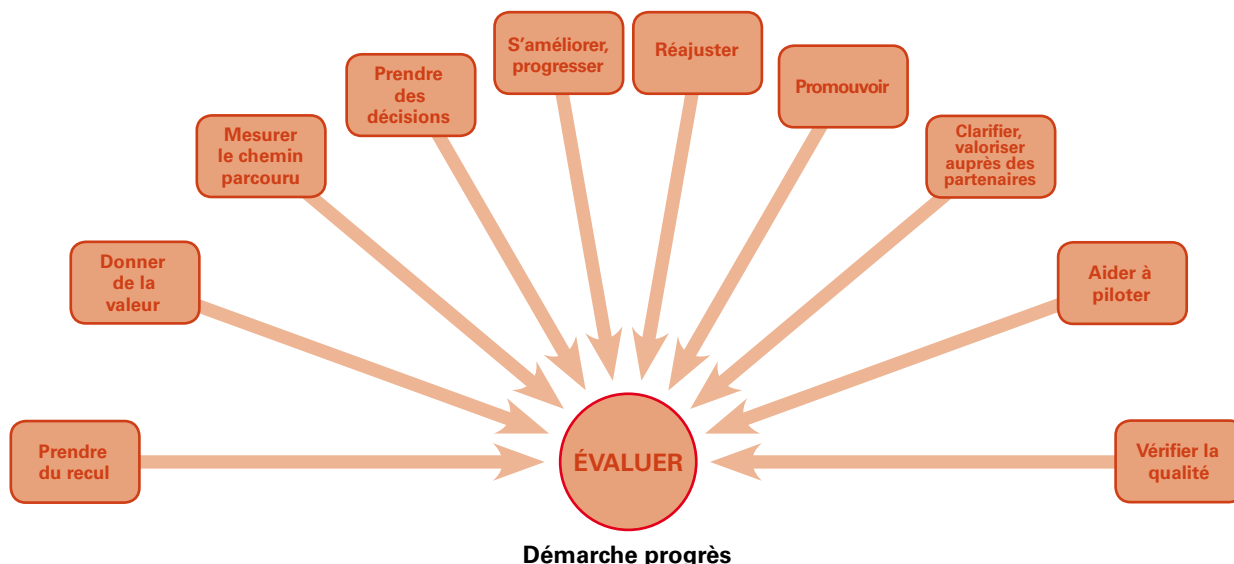 S’améliorer,
progresser
Réajuster
Prendre
des
décisions
Promouvoir
Mesurer
le chemin
parcouru
Clarifier,
valoriser
auprès des
partenaires
Donner
de la
valeur
Aider à
piloter
Prendre
du recul
ÉVALUER
Vérifier la
qualité
Démarche progrès